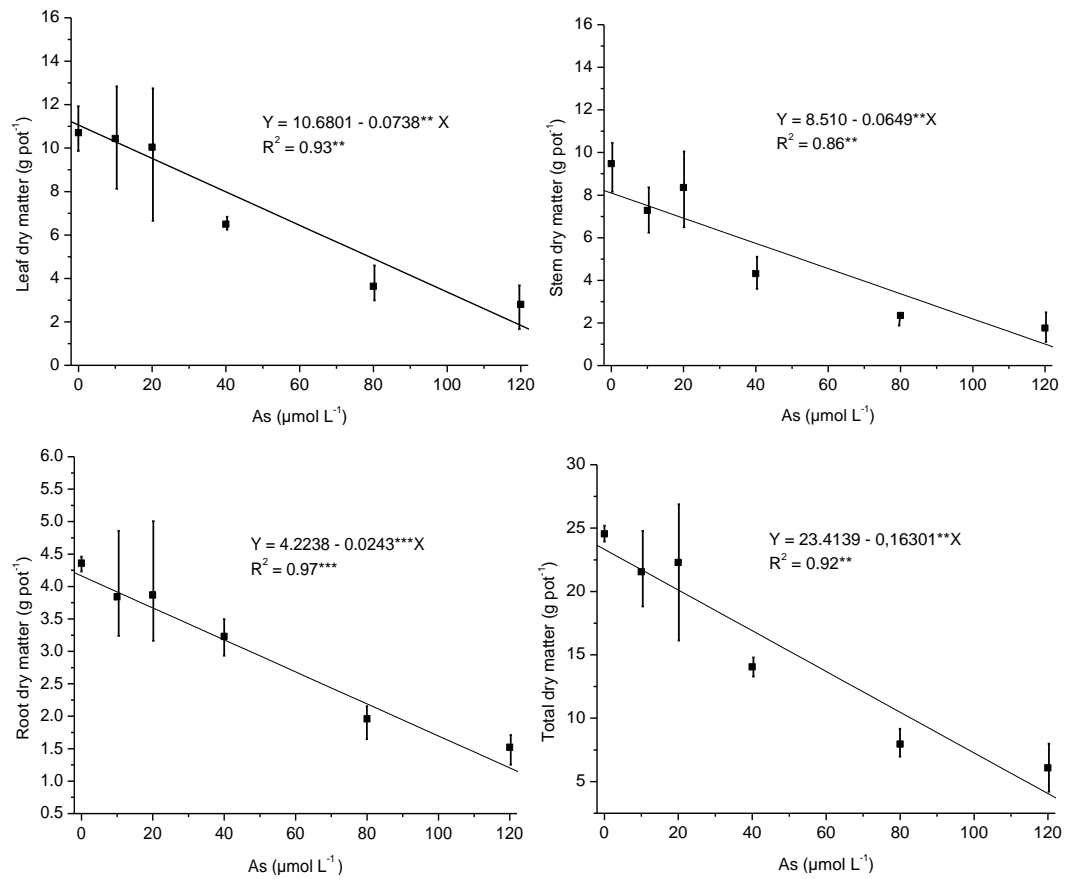 16
14
12
10
8
6
4
2
0
Leaf dry matter (g pot⁻¹)
Y = 10.6801 - 0.0738** X
R² = 0.93**
0 20 40 60 80 100 120
As (µmol L⁻¹)
16
14
12
10
8
6
4
2
0
Stem dry matter (g pot⁻¹)
Y = 8.510 - 0.0649**X
R² = 0.86**
0 20 40 60 80 100 120
As (µmol L⁻¹)
6.0
5.5
5.0
4.5
4.0
3.5
3.0
2.5
2.0
1.5
1.0
0.5
Root dry matter (g pot⁻¹)
Y = 4.2238 - 0.0243***X
R² = 0.97***
0 20 40 60 80 100 120
As (µmol L⁻¹)
30
25
20
15
10
5
Total dry matter (g pot⁻¹)
Y = 23.4139 - 0,16301**X
R² = 0.92**
0 20 40 60 80 100 120
As (µmol L⁻¹)